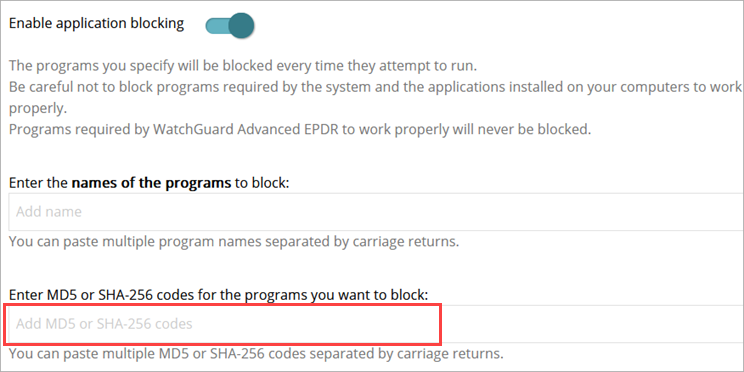 Enable application blocking
The programs you specify will be blocked every time they attempt to run.
Be careful not to block programs required by the system and the applications installed on your computers to work
properly.
Programs required by WatchGuard Advanced EPDR to work properly will never be blocked.
Enter the names of the programs to block:
Add name
You can paste multiple program names separated by carriage returns.
Enter MD5 or SHA-256 codes for the programs you want to block:
Add MD5 or SHA-256 codes
You can paste multiple MD5 or SHA-256 codes separated by carriage returns.